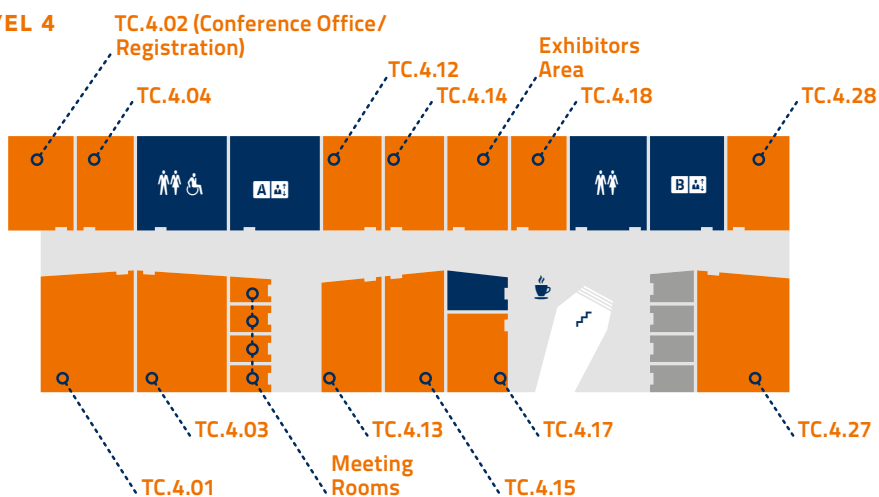 VEL 4
TC.4.02 (Conference Office/
Registration)
TC.4.04
TC.4.12
TC.4.14
Exhibitors
Area
TC.4.18
TC.4.28
A
B
TC.4.03
TC.4.13
TC.4.17
TC.4.27
TC.4.01
Meeting
Rooms
TC.4.15